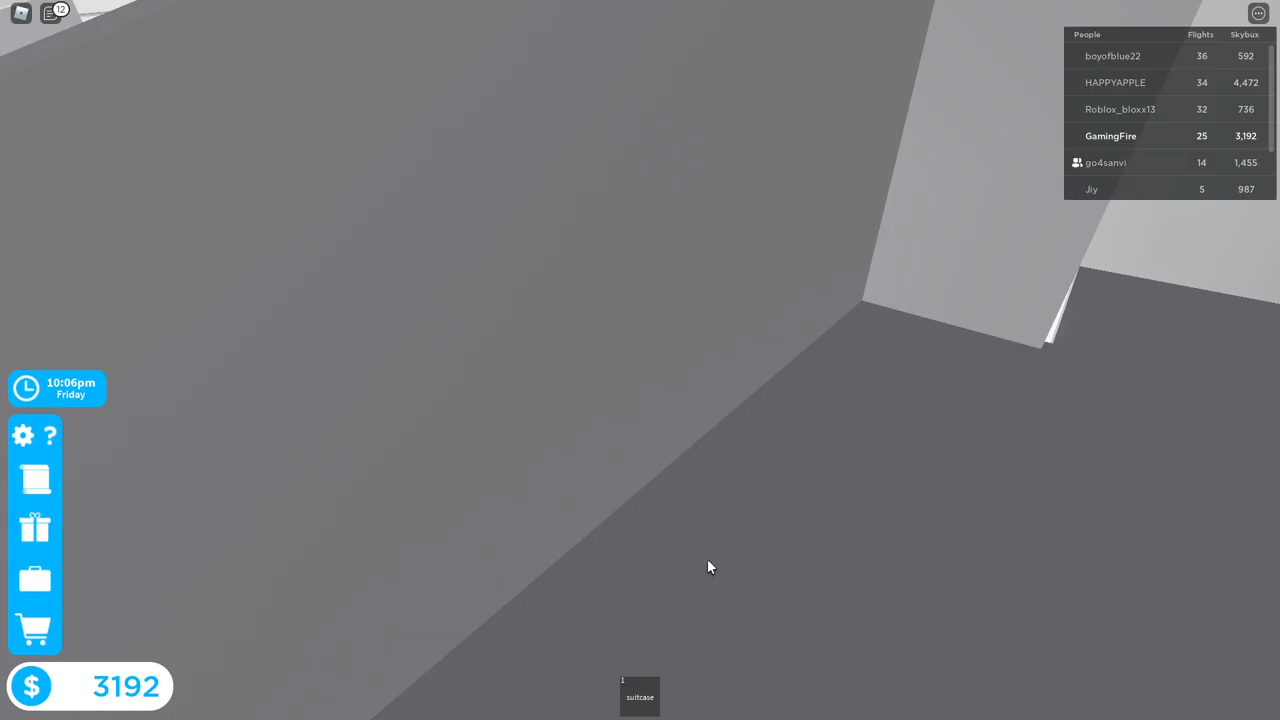 12
People Flights Skybux
boyofblue22 36 592
HAPPYAPPLE 34 4,472
Roblox_bloxx13 32 736
GamingFire 25 3,192
go4sanvi 14 1,455
Jiy 5 987
10:06pm
Friday
?
$ 3192
1
suitcase